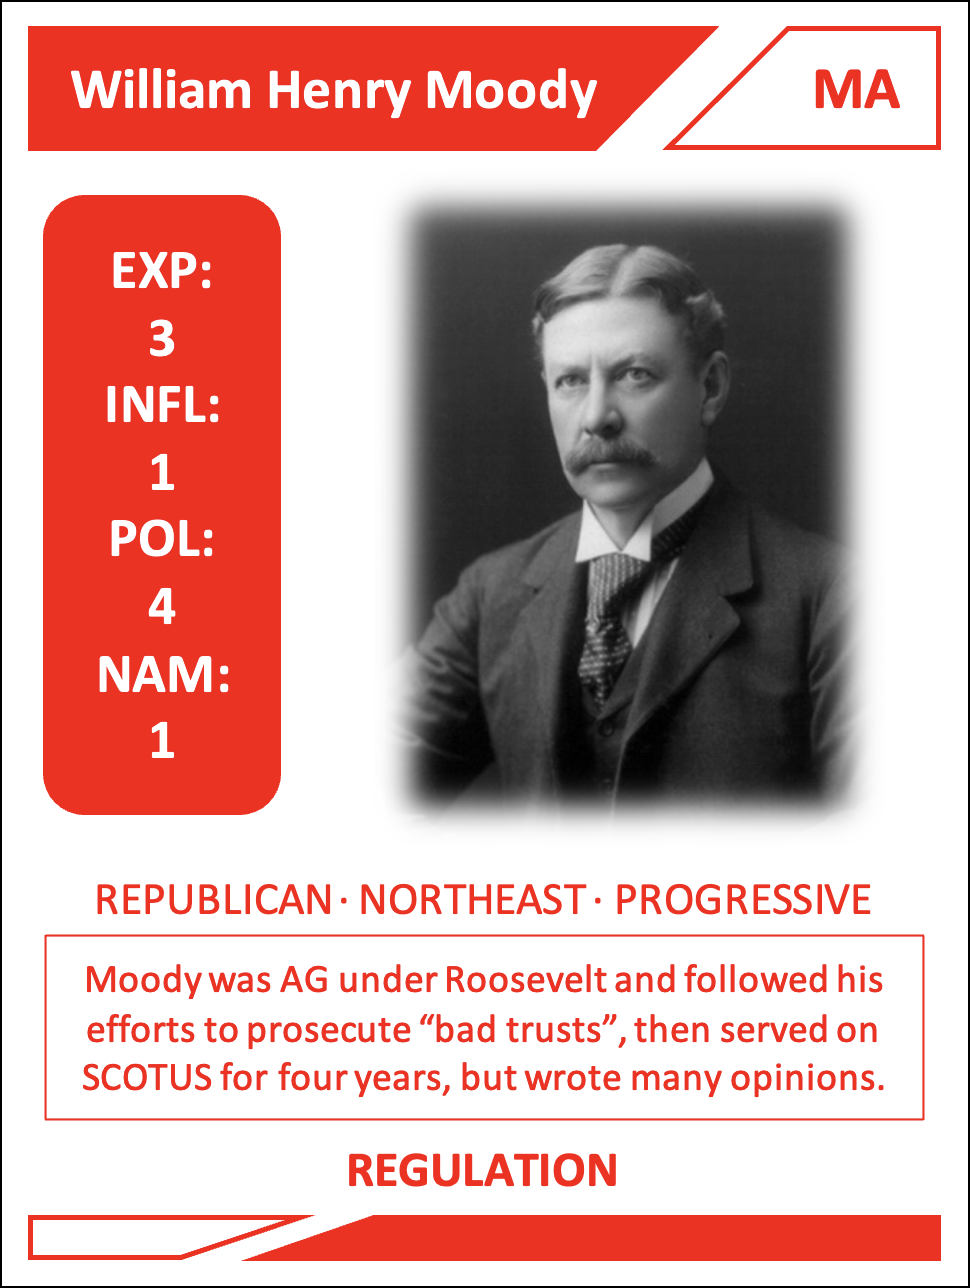 William Henry Moody
MA
EXP:
3
INFL:
1
POL:
4
NAM:
1
REPUBLICAN · NORTHEAST · PROGRESSIVE
Moody was AG under Roosevelt and followed his
efforts to prosecute “bad trusts”, then served on
SCOTUS for four years, but wrote many opinions.
REGULATION